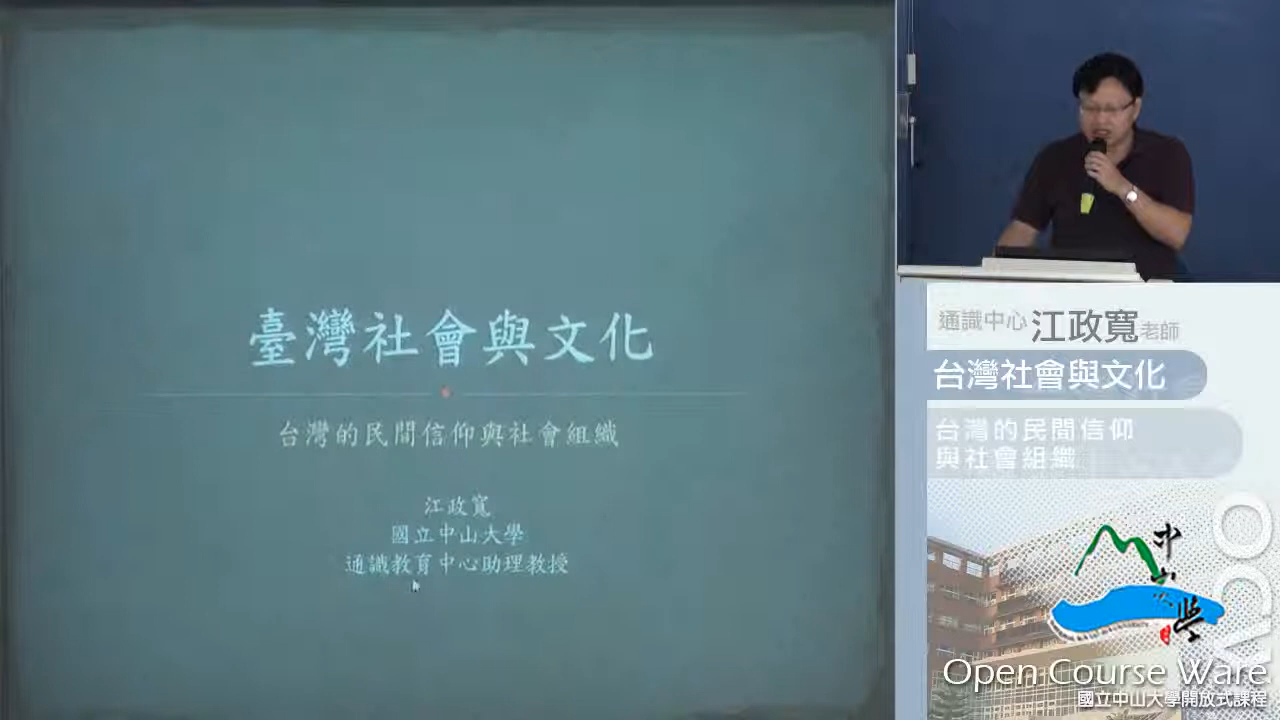 臺灣社會與文化
台灣的民間信仰與社會組織
江政寬
國立中山大學
通識教育中心助理教授
通識中心 江政寬 老師
台灣社會與文化
台灣的民間信仰
與社會組織
中山大學
Open Course Ware
國立中山大學開放式課程